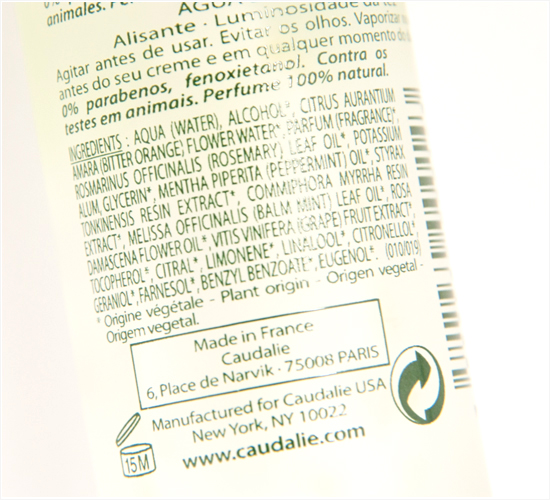 animales.
Alisante · Luminosidade da tez
Agitar antes de usar. Evitar os olhos. Vaporizar
antes do seu creme e em qualquer momento do
0% parabenos, fenoxietanol. Contra os
testes em animais. Perfume 100% natural.
INGREDIENTS : AQUA (WATER), ALCOHOL*, CITRUS AURANTIUM
AMARA (BITTER ORANGE) FLOWER WATER*, PARFUM (FRAGRANCE)*,
ROSMARINUS OFFICINALIS (ROSEMARY) LEAF OIL*, POTASSIUM
ALUM, GLYCERIN*, MENTHA PIPERITA (PEPPERMINT) OIL*, STYRAX
TONKINENSIS RESIN EXTRACT*, COMMIPHORA MYRRHA RESIN
EXTRACT*, MELISSA OFFICINALIS (BALM MINT) LEAF OIL*, ROSA
DAMASCENA FLOWER OIL*, VITIS VINIFERA (GRAPE) FRUIT EXTRACT*,
TOCOPHEROL*, CITRAL*, LIMONENE*, LINALOOL*, CITRONELLOL*,
GERANIOL*, FARNESOL*, BENZYL BENZOATE*, EUGENOL*. (010/019)
* Origine végétale - Plant origin - Origen vegetal -
Origem vegetal.
Made in France
Caudalie
6, Place de Narvik · 75008 PARIS
Manufactured for Caudalie USA
New York, NY 10022
15M
www.caudalie.com